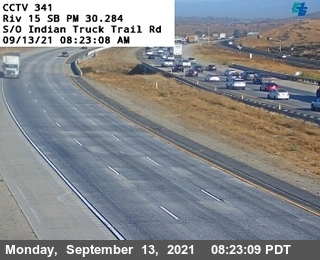 CCTV 341
Riv 15 SB PM 30.284
S/O Indian Truck Trail Rd
09/13/21 08:23:08 AM
Monday, September 13, 2021 08:23:09 PDT